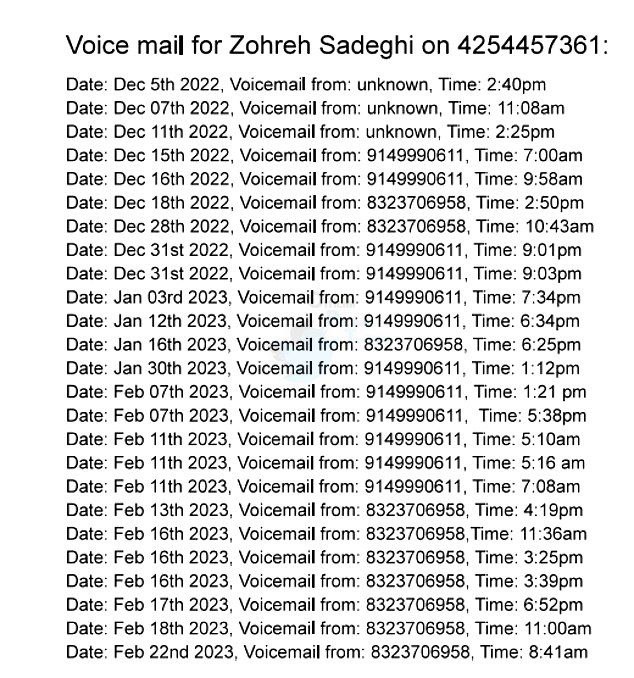 Voice mail for Zohreh Sadeghi on 4254457361:
Date: Dec 5th 2022, Voicemail from: unknown, Time: 2:40pm
Date: Dec 07th 2022, Voicemail from: unknown, Time: 11:08am
Date: Dec 11th 2022, Voicemail from: unknown, Time: 2:25pm
Date: Dec 15th 2022, Voicemail from: 9149990611, Time: 7:00am
Date: Dec 16th 2022, Voicemail from: 9149990611, Time: 9:58am
Date: Dec 18th 2022, Voicemail from: 8323706958, Time: 2:50pm
Date: Dec 28th 2022, Voicemail from: 8323706958, Time: 10:43am
Date: Dec 31st 2022, Voicemail from: 9149990611, Time: 9:01pm
Date: Dec 31st 2022, Voicemail from: 9149990611, Time: 9:03pm
Date: Jan 03rd 2023, Voicemail from: 9149990611, Time: 7:34pm
Date: Jan 12th 2023, Voicemail from: 9149990611, Time: 6:34pm
Date: Jan 16th 2023, Voicemail from: 8323706958, Time: 6:25pm
Date: Jan 30th 2023, Voicemail from: 9149990611, Time: 1:12pm
Date: Feb 07th 2023, Voicemail from: 9149990611, Time: 1:21 pm
Date: Feb 07th 2023, Voicemail from: 9149990611, Time: 5:38pm
Date: Feb 11th 2023, Voicemail from: 9149990611, Time: 5:10am
Date: Feb 11th 2023, Voicemail from: 9149990611, Time: 5:16 am
Date: Feb 11th 2023, Voicemail from: 9149990611, Time: 7:08am
Date: Feb 13th 2023, Voicemail from: 8323706958, Time: 4:19pm
Date: Feb 16th 2023, Voicemail from: 8323706958,Time: 11:36am
Date: Feb 16th 2023, Voicemail from: 8323706958, Time: 3:25pm
Date: Feb 16th 2023, Voicemail from: 8323706958, Time: 3:39pm
Date: Feb 17th 2023, Voicemail from: 8323706958, Time: 6:52pm
Date: Feb 18th 2023, Voicemail from: 8323706958, Time: 11:00am
Date: Feb 22nd 2023, Voicemail from: 8323706958, Time: 8:41am